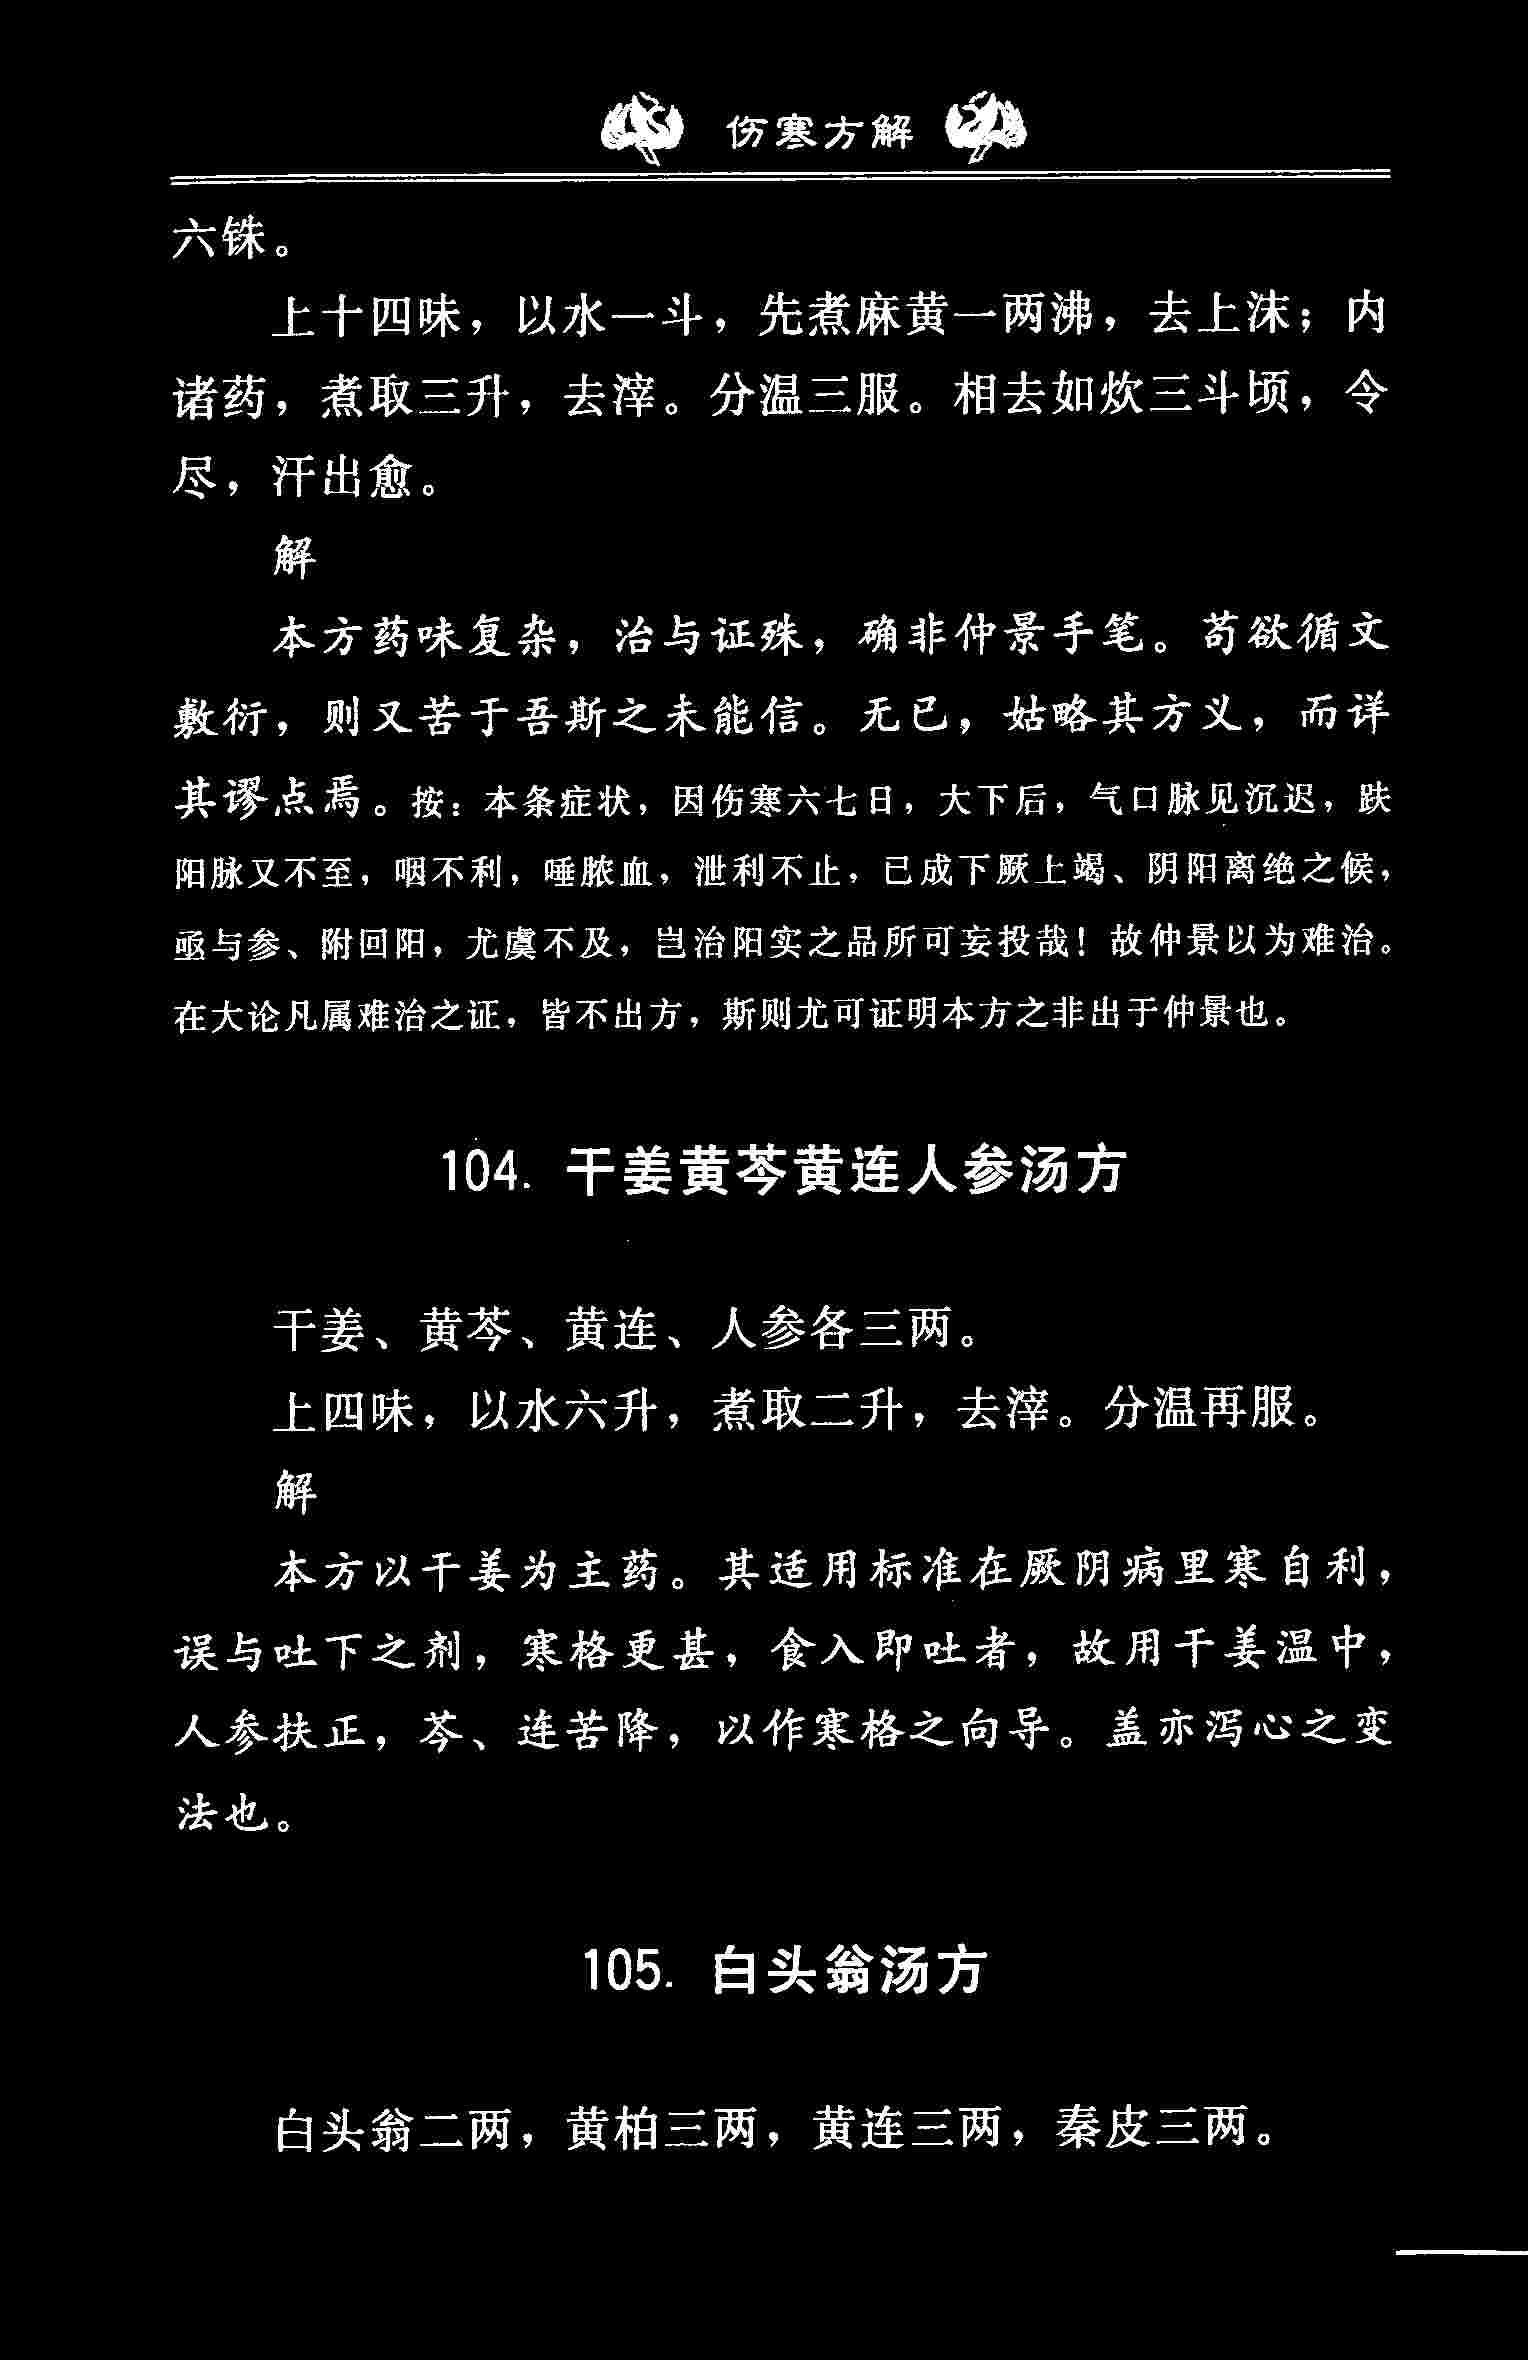 伤寒方解
六铢。
上十四味，以水一斗，先煮麻黄一两沸，去上沫；内
诸药，煮取三升，去滓。分温三服。相去如炊三斗顷，令
尽，汗出愈。
解
本方药味复杂，治与证殊，确非仲景手笔。苟欲循文
敷衍，则又苦于吾斯之未能信。无已，姑略其方义，而详
其谬点焉。按：本条症状，因伤寒六七日，大下后，气口脉见沉迟，趺
阳脉又不至，咽不利，唾脓血，泄利不止，已成下厥上竭、阴阳离绝之候，
亟与参、附回阳，尤虞不及，岂治阳实之品所可妄投哉！故仲景以为难治。
在大论凡属难治之证，皆不出方，斯则尤可证明本方之非出于仲景也。
104. 干姜黄芩黄连人参汤方
干姜、黄芩、黄连、人参各三两。
上四味，以水六升，煮取二升，去滓。分温再服。
解
本方以干姜为主药。其适用标准在厥阴病里寒自利，
误与吐下之剂，寒格更甚，食入即吐者，故用干姜温中，
人参扶正，芩、连苦降，以作寒格之向导。盖亦泻心之变
法也。
105. 白头翁汤方
白头翁二两，黄柏三两，黄连三两，秦皮三两。